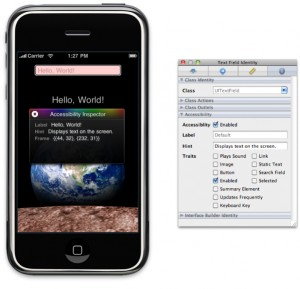 Carrier
1:27 PM
Hello, World!
Hello, World!
Accessibility Inspector
Label Hello, World!
Hint Displays text on the screen.
Frame {{44, 32}, {232, 31}}
Text Field Identity
Class Identity
Class UITextField
Class Actions
Class Outlets
Accessibility
Accessibility Enabled
Label Default
Hint Displays text on the screen.
Traits Plays Sound Link
Image Static Text
Button Search Field
Enabled Selected
Summary Element
Updates Frequently
Keyboard Key
Interface Builder Identity